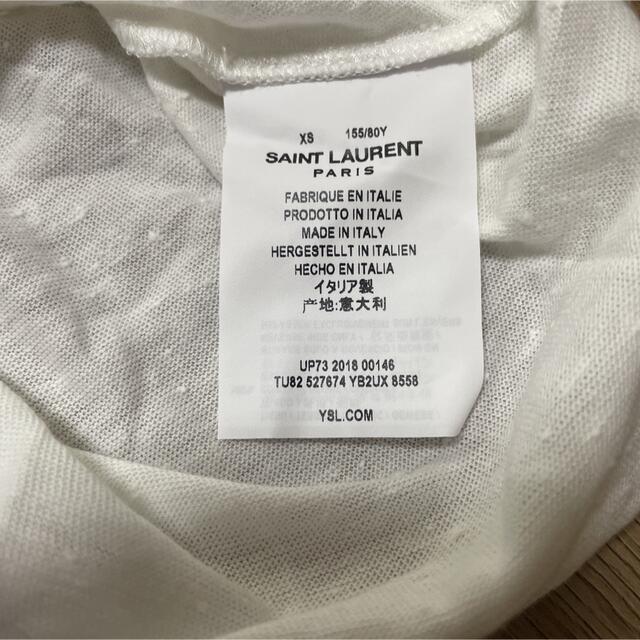 XS 155/80Y
SAINT LAURENT
PARIS
FABRIQUE EN ITALIE
PRODOTTO IN ITALIA
MADE IN ITALY
HERGESTELLT IN ITALIEN
HECHO EN ITALIA
イタリア製
产地:意大利
UP73 2018 00146
TU82 527674 YB2UX 8558
YSL.COM